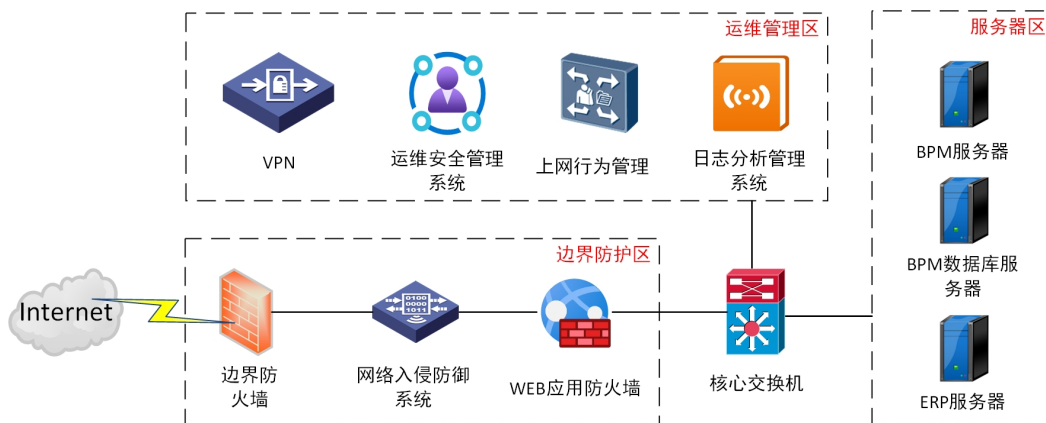 运维管理区
VPN
运维安全管理
系统
上网行为管理
日志分析管理
系统
服务器区
BPM服务器
BPM数据库服
务器
ERP服务器
边界防护区
Internet
边界防
火墙
网络入侵防御
系统
0100
0000
1011
WEB应用防火墙
核心交换机